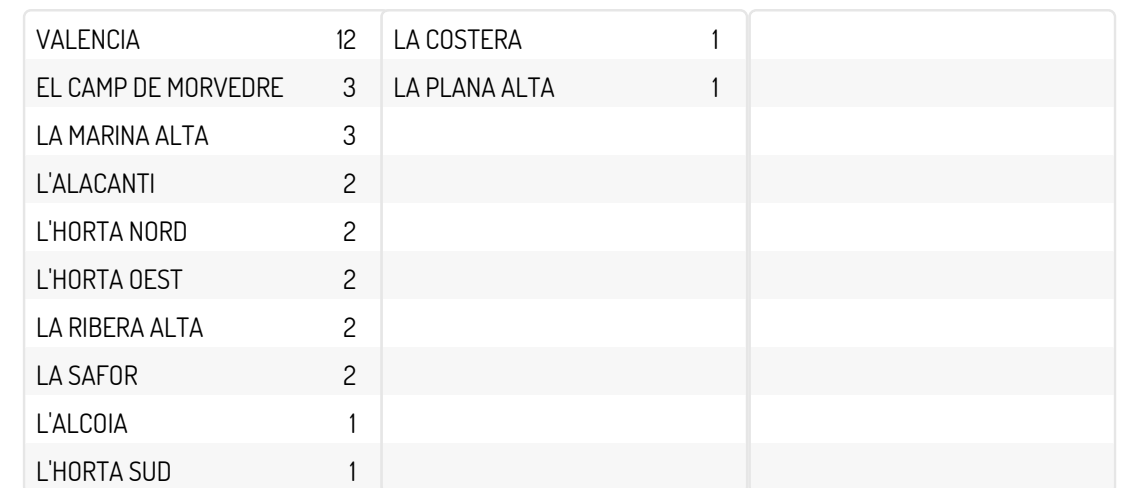 VALENCIA 12
EL CAMP DE MORVEDRE 3
LA MARINA ALTA 3
L'ALACANTI 2
L'HORTA NORD 2
L'HORTA OEST 2
LA RIBERA ALTA 2
LA SAFOR 2
L'ALCOIA 1
L'HORTA SUD 1
LA COSTERA 1
LA PLANA ALTA 1